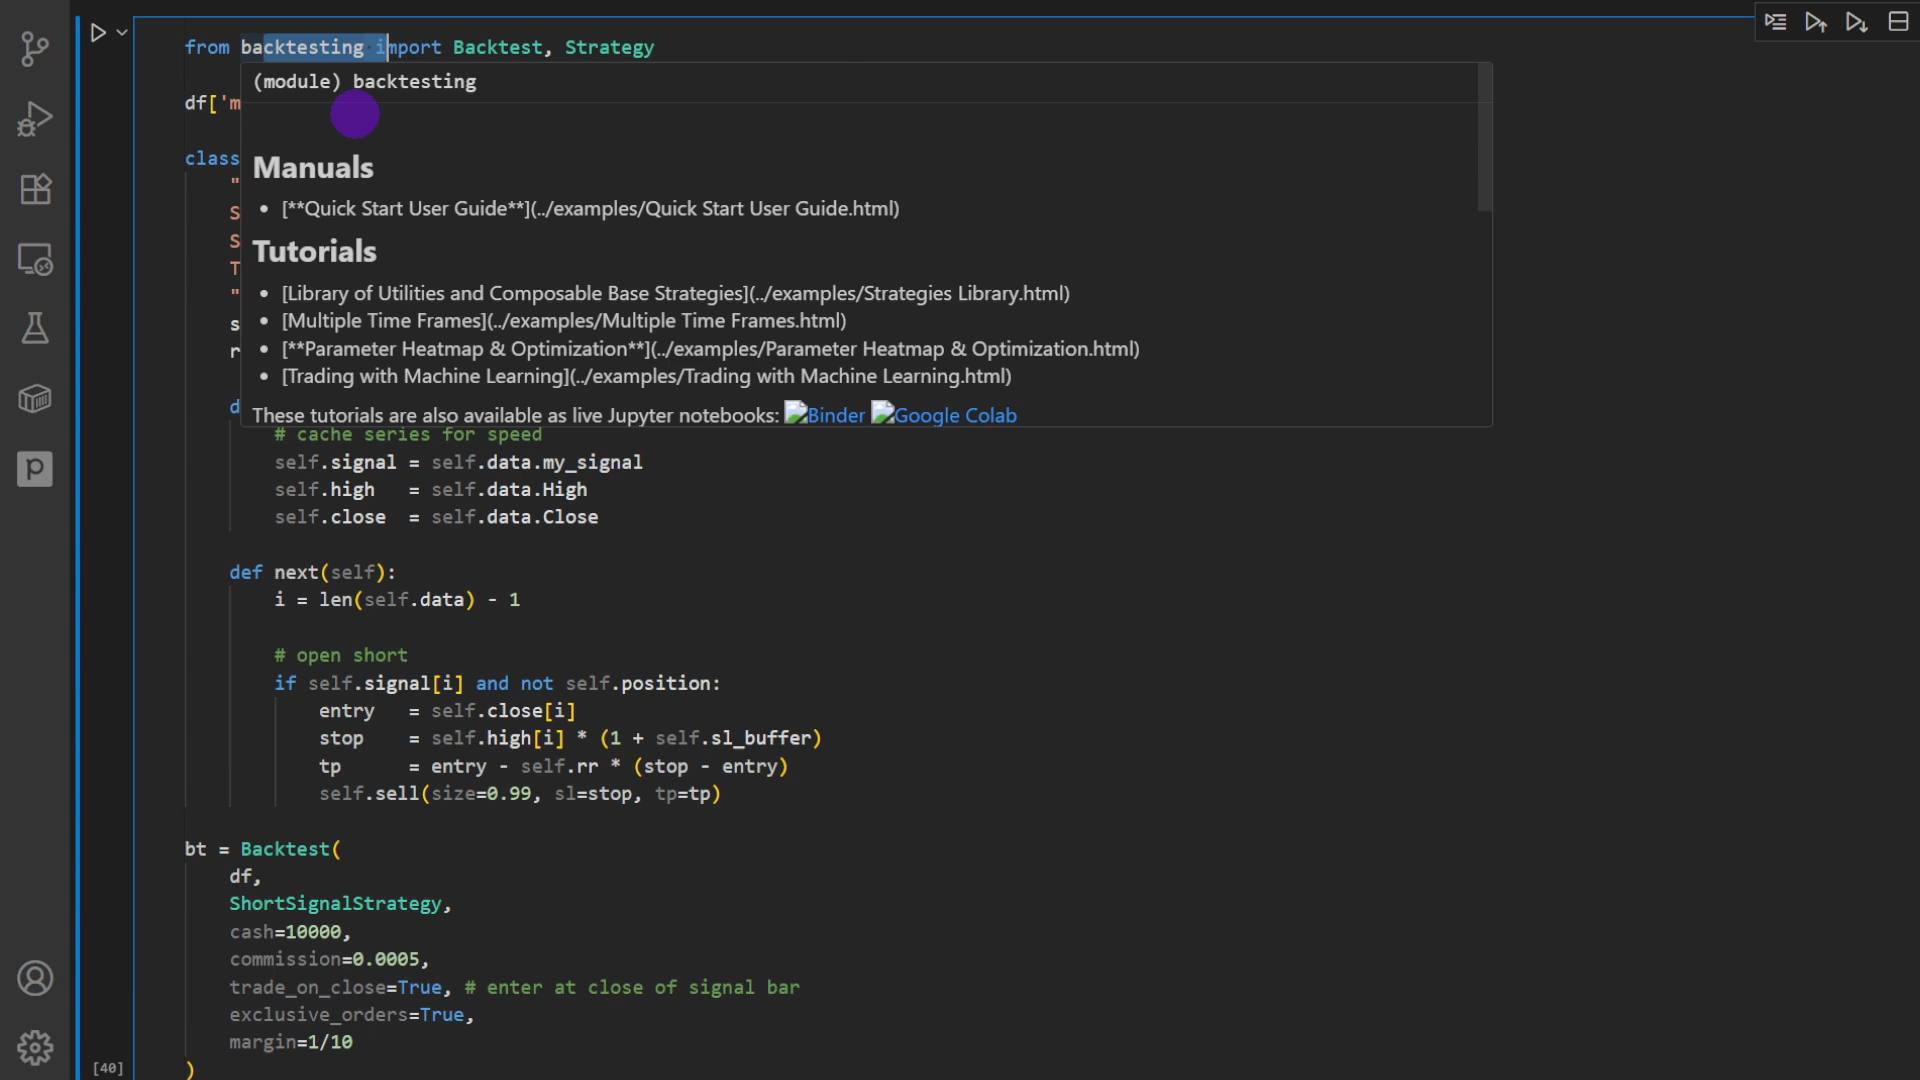 from backtesting import Backtest, Strategy
(module) backtesting
df['m
Manuals
class
"
• [**Quick Start User Guide**](../examples/Quick Start User Guide.html)
S
S
Tutorials
T
• [Library of Utilities and Composable Base Strategies](../examples/Strategies Library.html)
"
• [Multiple Time Frames](../examples/Multiple Time Frames.html)
s
• [**Parameter Heatmap & Optimization**](../examples/Parameter Heatmap & Optimization.html)
r
• [Trading with Machine Learning](../examples/Trading with Machine Learning.html)
d
These tutorials are also available as live Jupyter notebooks: Binder Google Colab
# cache series for speed
self.signal = self.data.my_signal
self.high   = self.data.High
self.close  = self.data.Close
def next(self):
i = len(self.data) - 1
# open short
if self.signal[i] and not self.position:
entry   = self.close[i]
stop    = self.high[i] * (1 + self.sl_buffer)
tp      = entry - self.rr * (stop - entry)
self.sell(size=0.99, sl=stop, tp=tp)
bt = Backtest(
df,
ShortSignalStrategy,
cash=10000,
commission=0.0005,
trade_on_close=True, # enter at close of signal bar
exclusive_orders=True,
margin=1/10
[40]
)